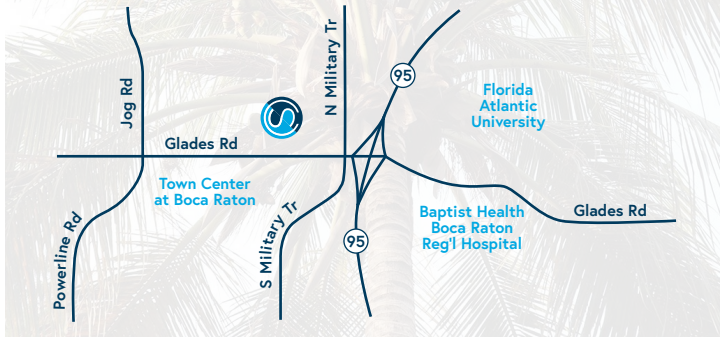 Jog Rd
N Military Tr
95
Florida
Atlantic
University
Glades Rd
Town Center
at Boca Raton
Powerline Rd
S Military Tr
95
Baptist Health
Boca Raton
Reg'l Hospital
Glades Rd